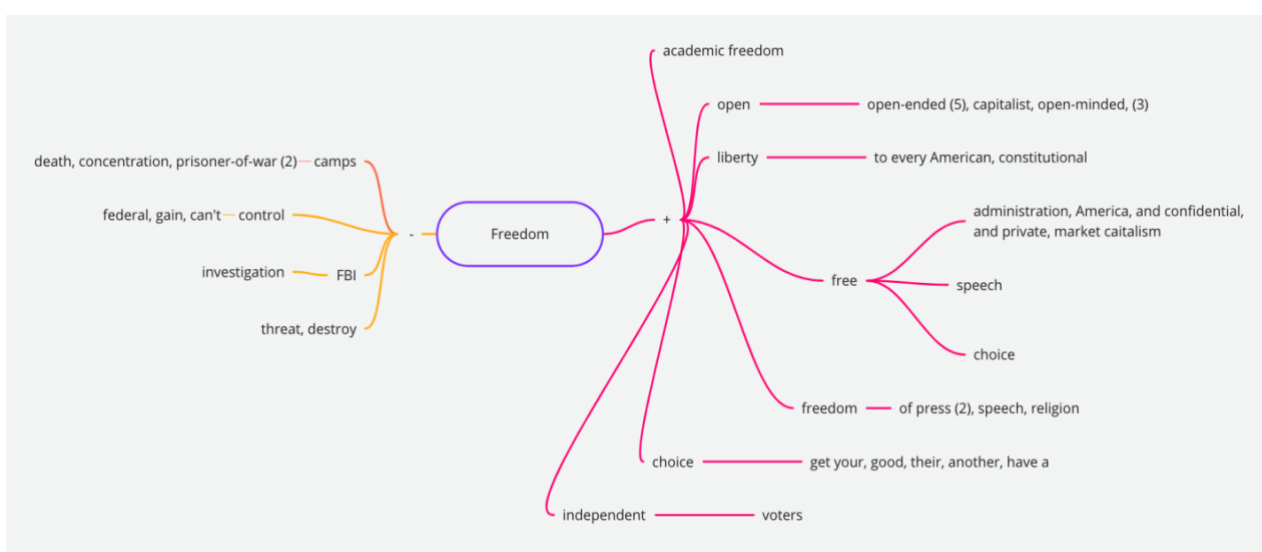 academic freedom
open
open-ended (5), capitalist, open-minded, (3)
death, concentration, prisoner-of-war (2)
camps
liberty
to every American, constitutional
federal, gain, can't
control
-
Freedom
+
administration, America, and confidential,
and private, market caitalism
investigation
FBI
free
speech
threat, destroy
choice
freedom
of press (2), speech, religion
choice
get your, good, their, another, have a
independent
voters